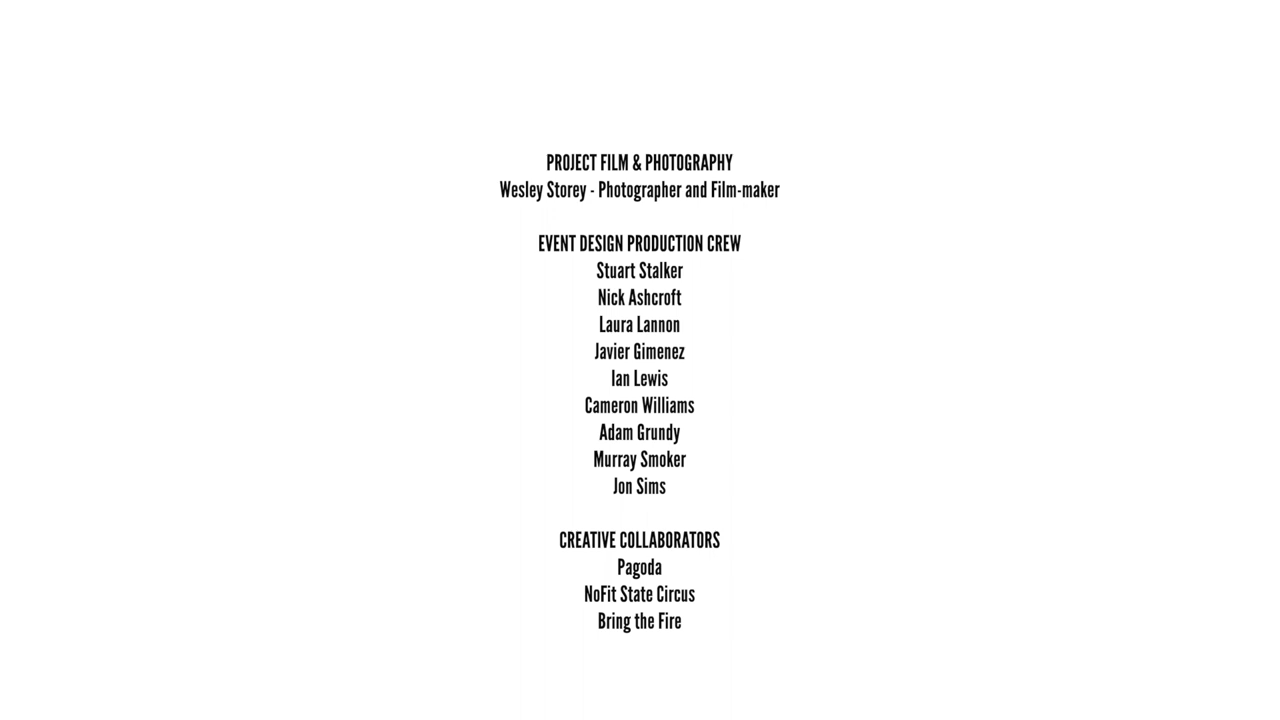 PROJECT FILM & PHOTOGRAPHY
Wesley Storey - Photographer and Film-maker
EVENT DESIGN PRODUCTION CREW
Stuart Stalker
Nick Ashcroft
Laura Lannon
Javier Gimenez
Ian Lewis
Cameron Williams
Adam Grundy
Murray Smoker
Jon Sims
CREATIVE COLLABORATORS
Pagoda
NoFit State Circus
Bring the Fire